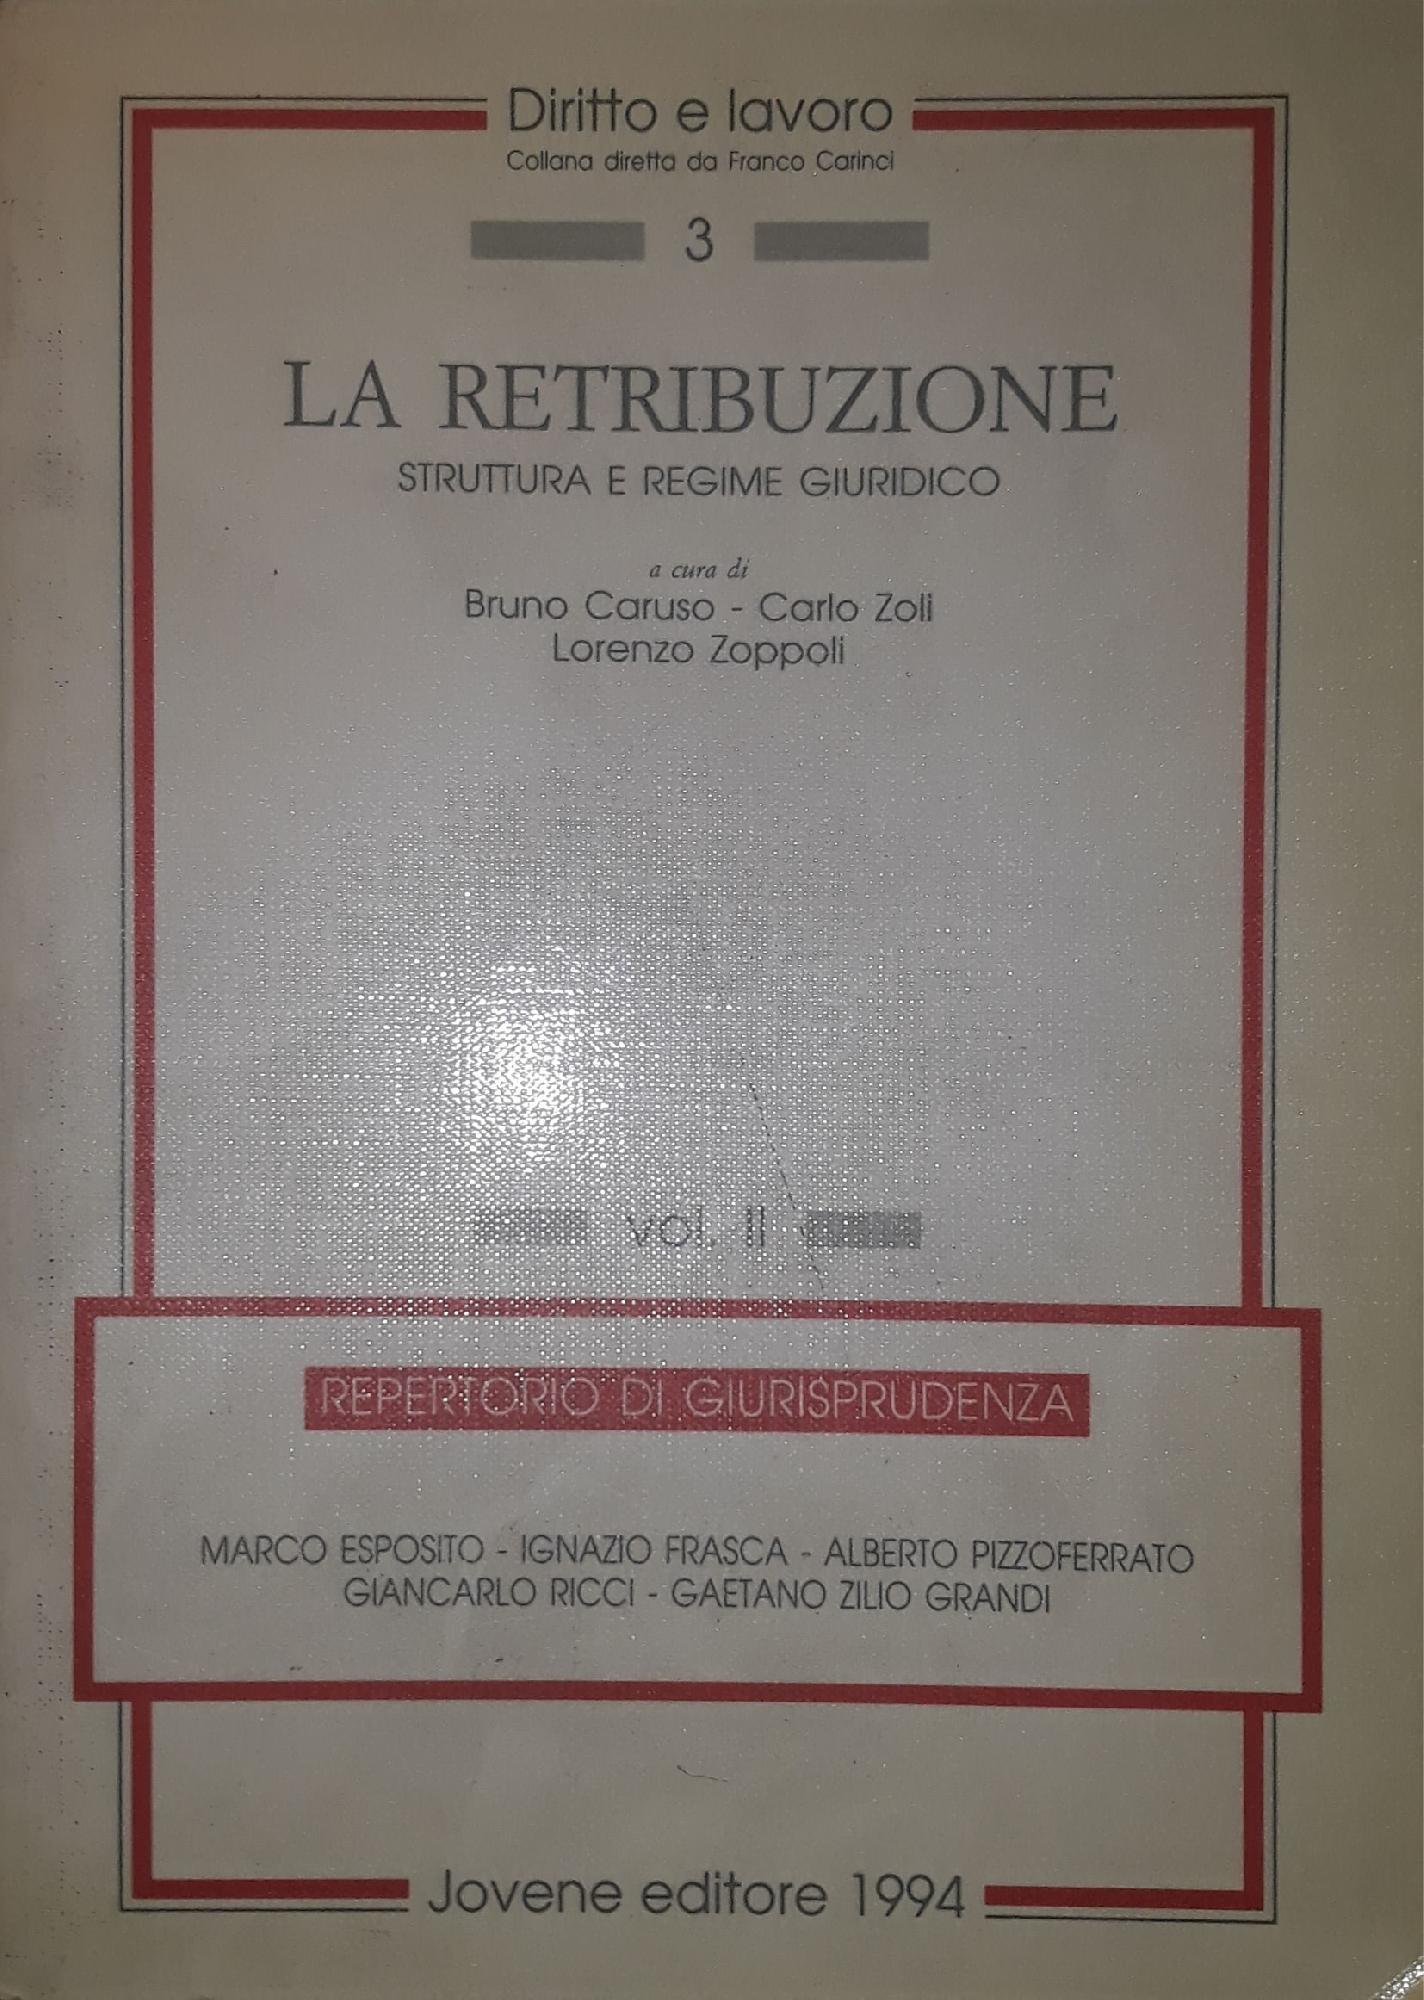 Diritto e lavoro
Collana diretta da Franco Carinci
3
LA RETRIBUZIONE
STRUTTURA E REGIME GIURIDICO
a cura di
Bruno Caruso - Carlo Zoli
Lorenzo Zoppoli
vol. II
REPERTORIO DI GIURISPRUDENZA
MARCO ESPOSITO - IGNAZIO FRASCA - ALBERTO PIZZOFERRATO
GIANCARLO RICCI - GAETANO ZILIO GRANDI
Jovene editore 1994